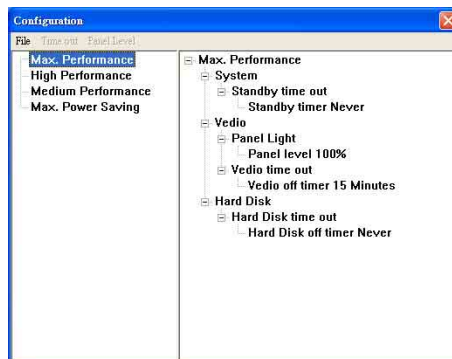 Configuration
File Time out Panel Level
Max. Performance
High Performance
Medium Performance
Max. Power Saving
Max. Performance
System
Standby time out
Standby timer Never
Vedio
Panel Light
Panel level 100%
Vedio time out
Vedio off timer 15 Minutes
Hard Disk
Hard Disk time out
Hard Disk off timer Never